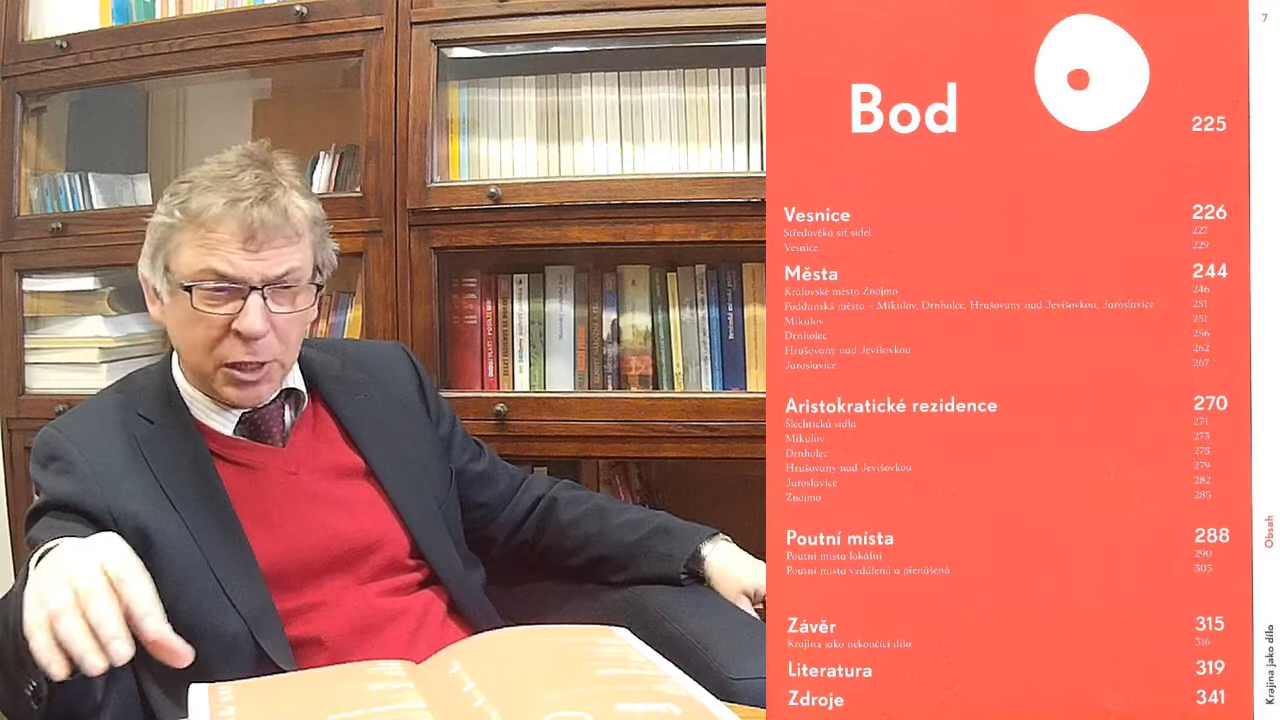 7
Bod
225
Vesnice 226
Středověká síť sídel 227
Vesnice 229
Města 244
Královské město Znojmo 246
Poddanská města – Mikulov, Drnholec, Hrušovany nad Jevišovkou, Jaroslavice 251
Mikulov 251
Drnholec 256
Hrušovany nad Jevišovkou 262
Jaroslavice 267
Aristokratické rezidence 270
Šlechtická sídla 271
Mikulov 273
Drnholec 278
Hrušovany nad Jevišovkou 279
Jaroslavice 282
Znojmo 285
Poutní místa 288
Poutní místa lokální 290
Poutní místa vzdálená a přenášená 303
Závěr 315
Krajina jako nekončící dílo 316
Literatura 319
Zdroje 341
Obsah
Krajina jako dílo